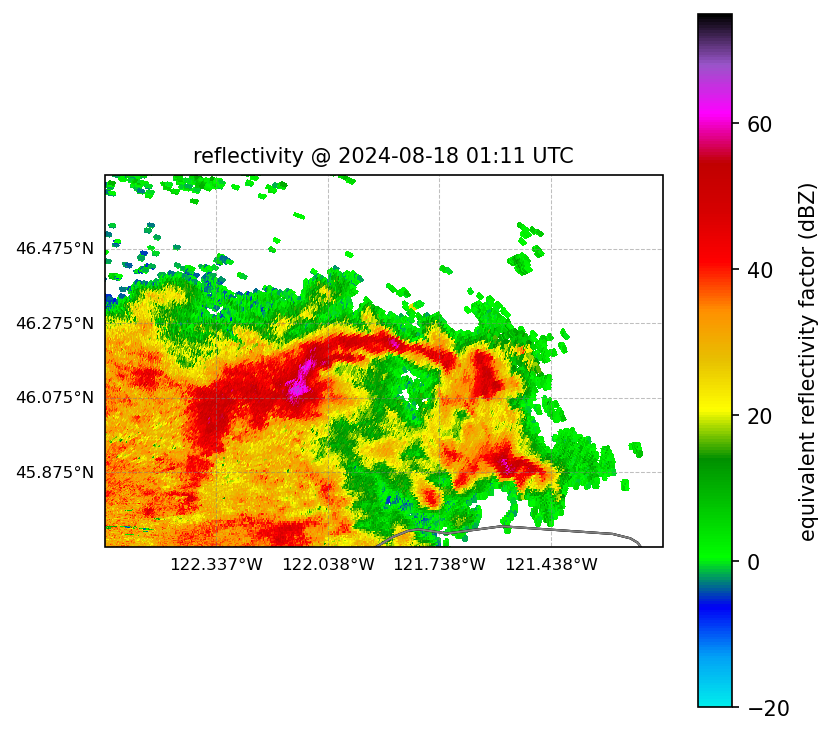 reflectivity @ 2024-08-18 01:11 UTC
46.475°N
46.275°N
46.075°N
45.875°N
122.337°W 122.038°W 121.738°W 121.438°W
60
40
20
0
−20
equivalent reflectivity factor (dBZ)